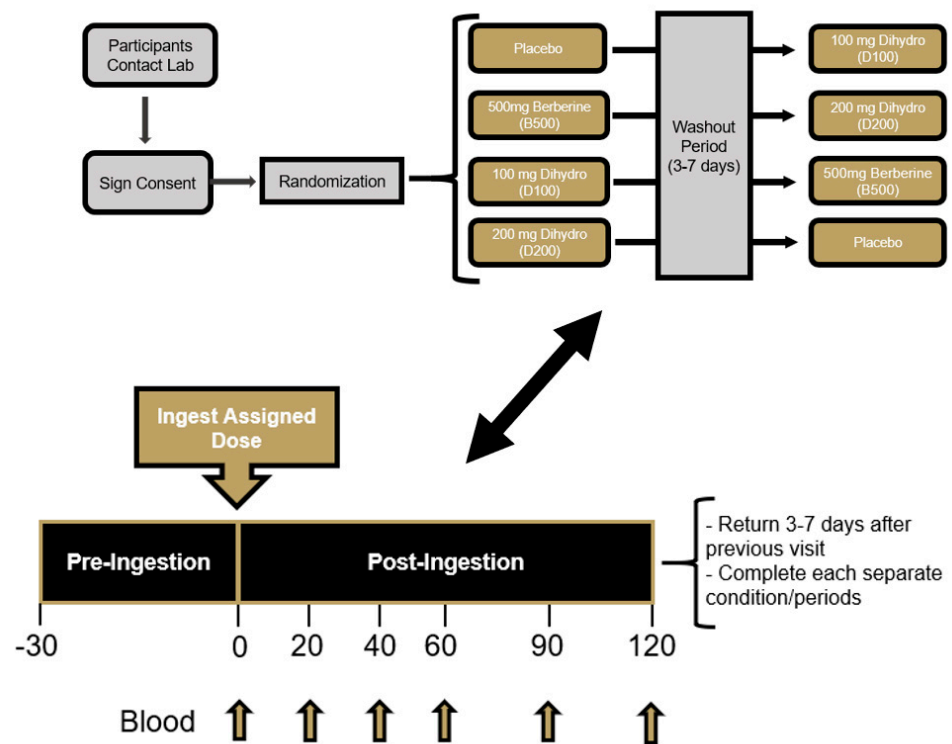 Participants
Contact Lab
Sign Consent
Randomization
Placebo
500mg Berberine
(B500)
100 mg Dihydro
(D100)
200 mg Dihydro
(D200)
Washout
Period
(3-7 days)
100 mg Dihydro
(D100)
200 mg Dihydro
(D200)
500mg Berberine
(B500)
Placebo
Ingest Assigned
Dose
Pre-Ingestion
Post-Ingestion
- Return 3-7 days after
previous visit
- Complete each separate
condition/periods
-30 0 20 40 60 90 120
Blood